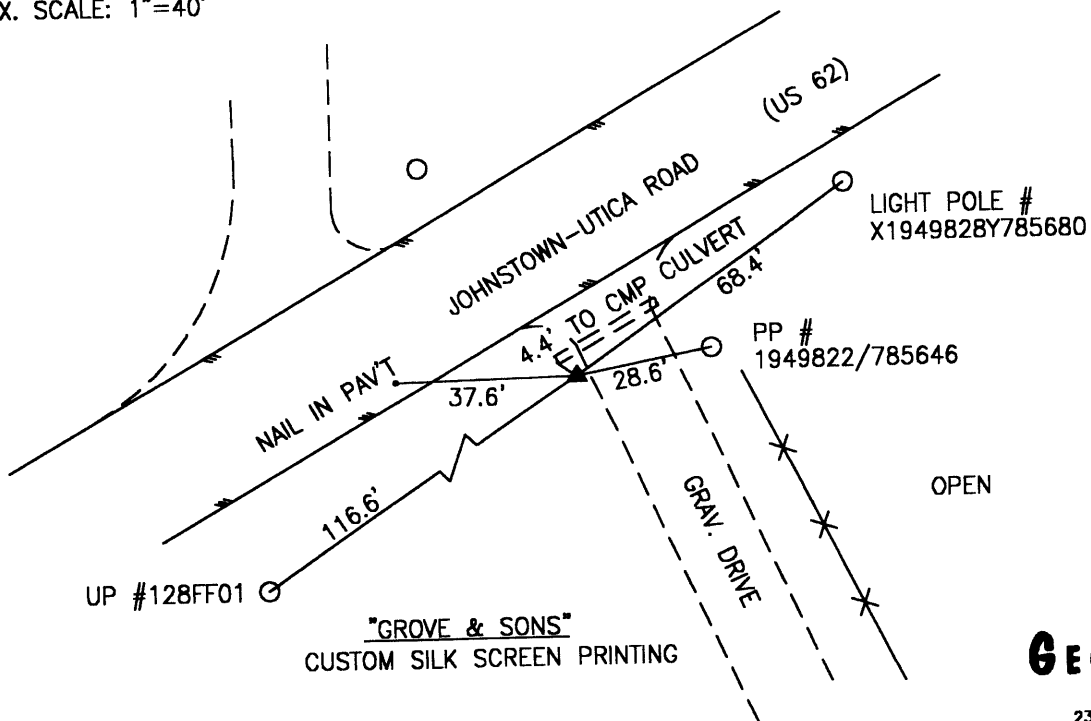 X. SCALE: 1"=40'
(US 62)
JOHNSTOWN-UTICA ROAD
LIGHT POLE #
X1949828Y785680
68.4'
4.4' TO CMP CULVERT
PP #
1949822/785646
28.6'
37.6'
NAIL IN PAV'T
116.6'
GRAV. DRIVE
OPEN
UP #128FF01
"GROVE & SONS"
CUSTOM SILK SCREEN PRINTING